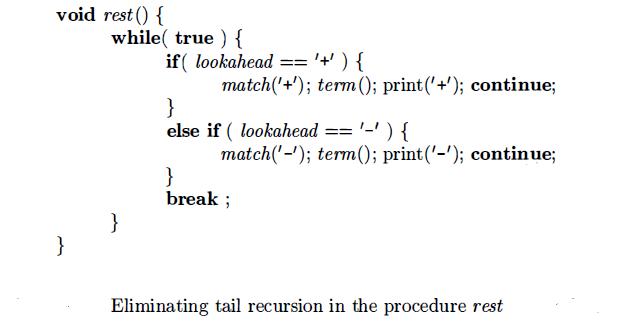 void rest() {
while( true ) {
if( lookahead == '+' ) {
match('+'); term(); print('+'); continue;
}
else if ( lookahead == '-' ) {
match('-'); term(); print('-'); continue;
}
break ;
}
}
Eliminating tail recursion in the procedure rest